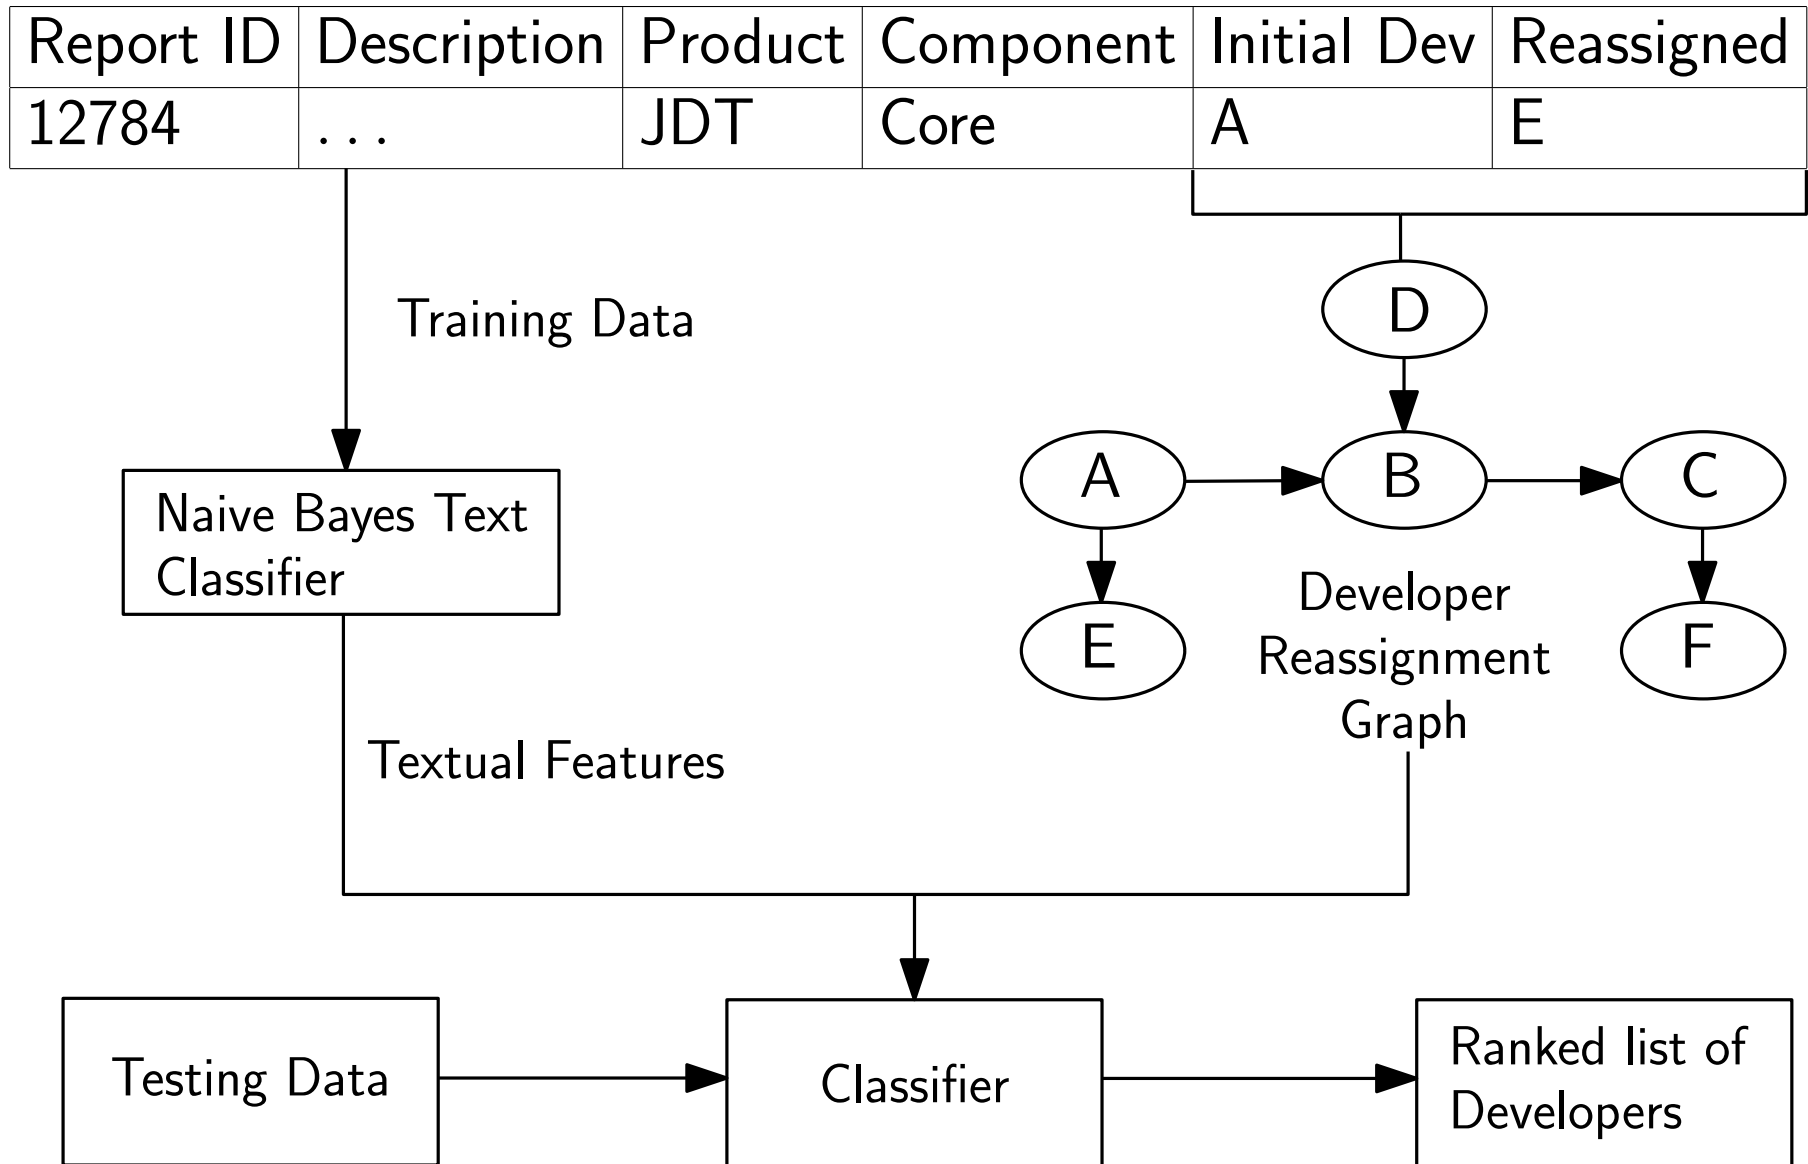 Report ID Description Product Component Initial Dev Reassigned
12784 . . . JDT Core A E
Training Data
D
A B C
Naive Bayes Text
Classifier
E F
Developer
Reassignment
Graph
Textual Features
Testing Data
Classifier
Ranked list of
Developers